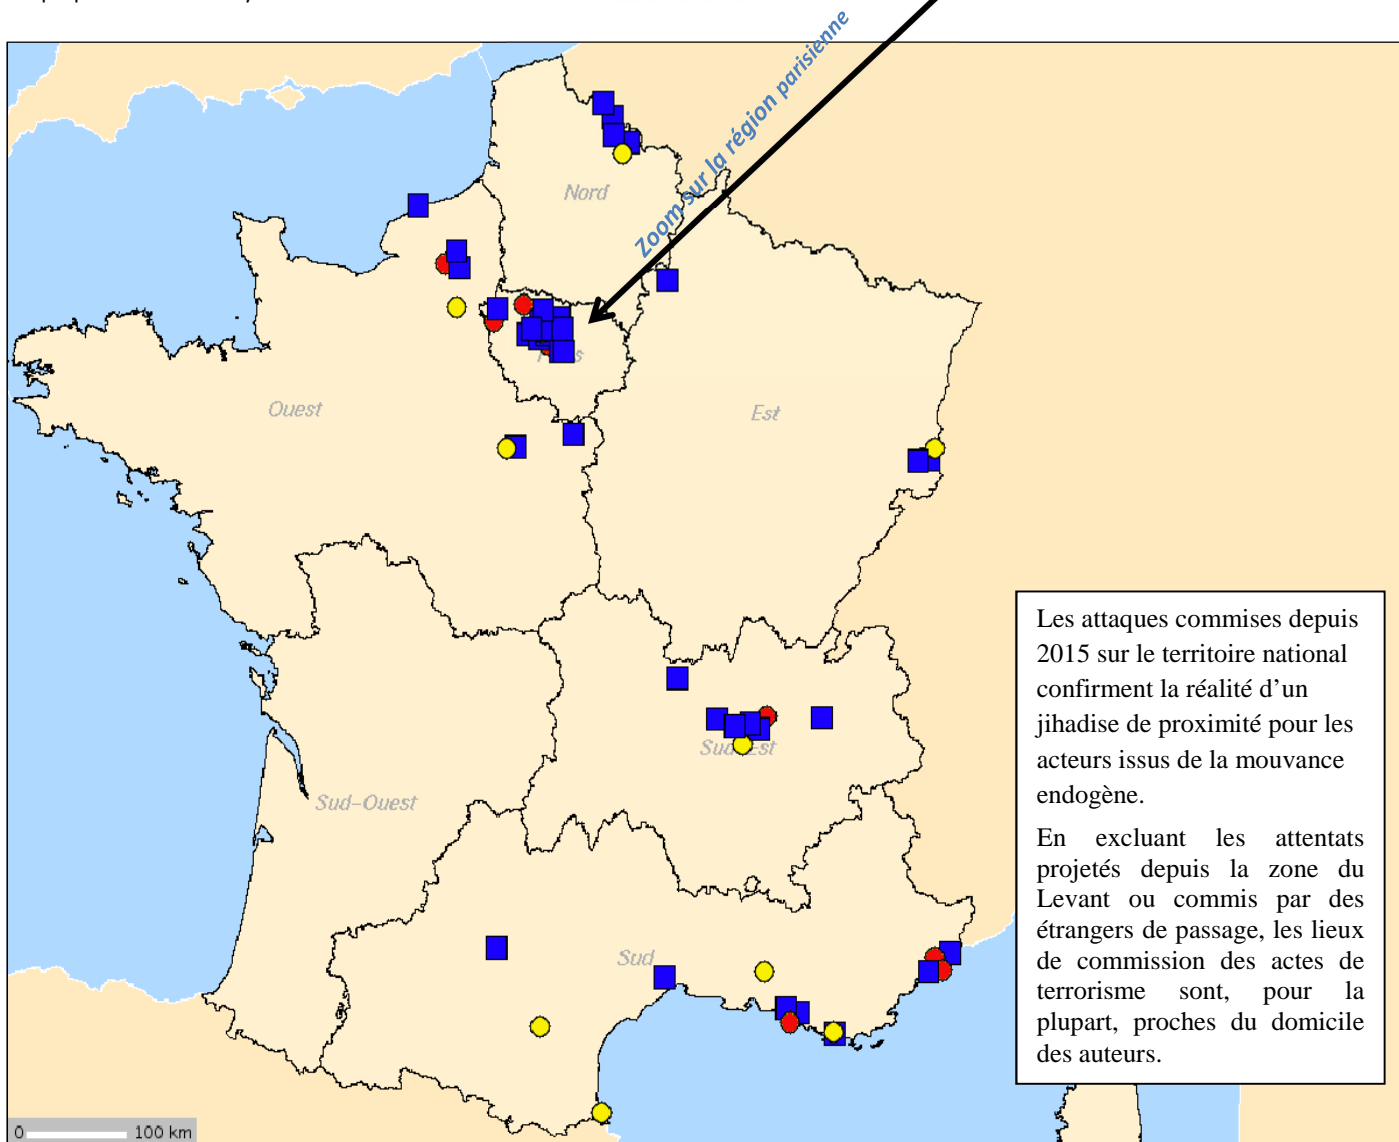 Zoom sur la région parisienne
Nord
Ouest
Est
Sud-Est
Sud-Ouest
Sud
Les attaques commises depuis
2015 sur le territoire national
confirment la réalité d’un
jihadise de proximité pour les
acteurs issus de la mouvance
endogène.
En excluant les attentats
projetés depuis la zone du
Levant ou commis par des
étrangers de passage, les lieux
de commission des actes de
terrorisme sont, pour la
plupart, proches du domicile
des auteurs.
0 100 km